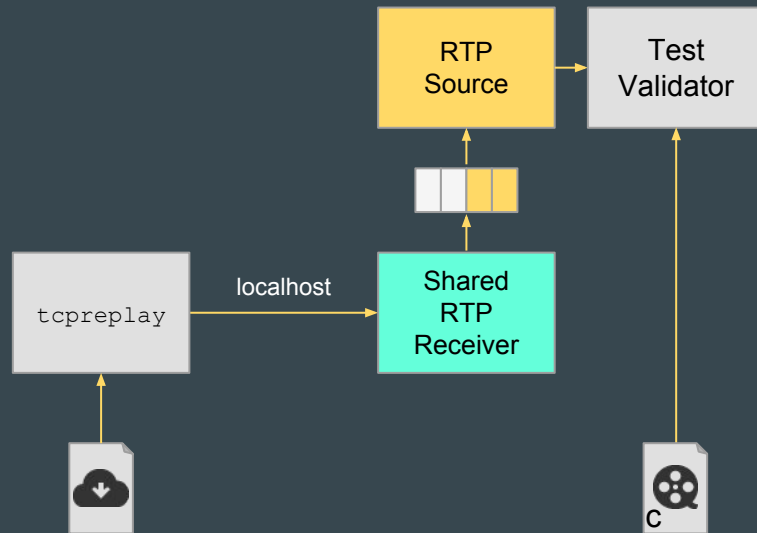 RTP
Source
Test
Validator
tcpreplay
localhost
Shared
RTP
Receiver
C